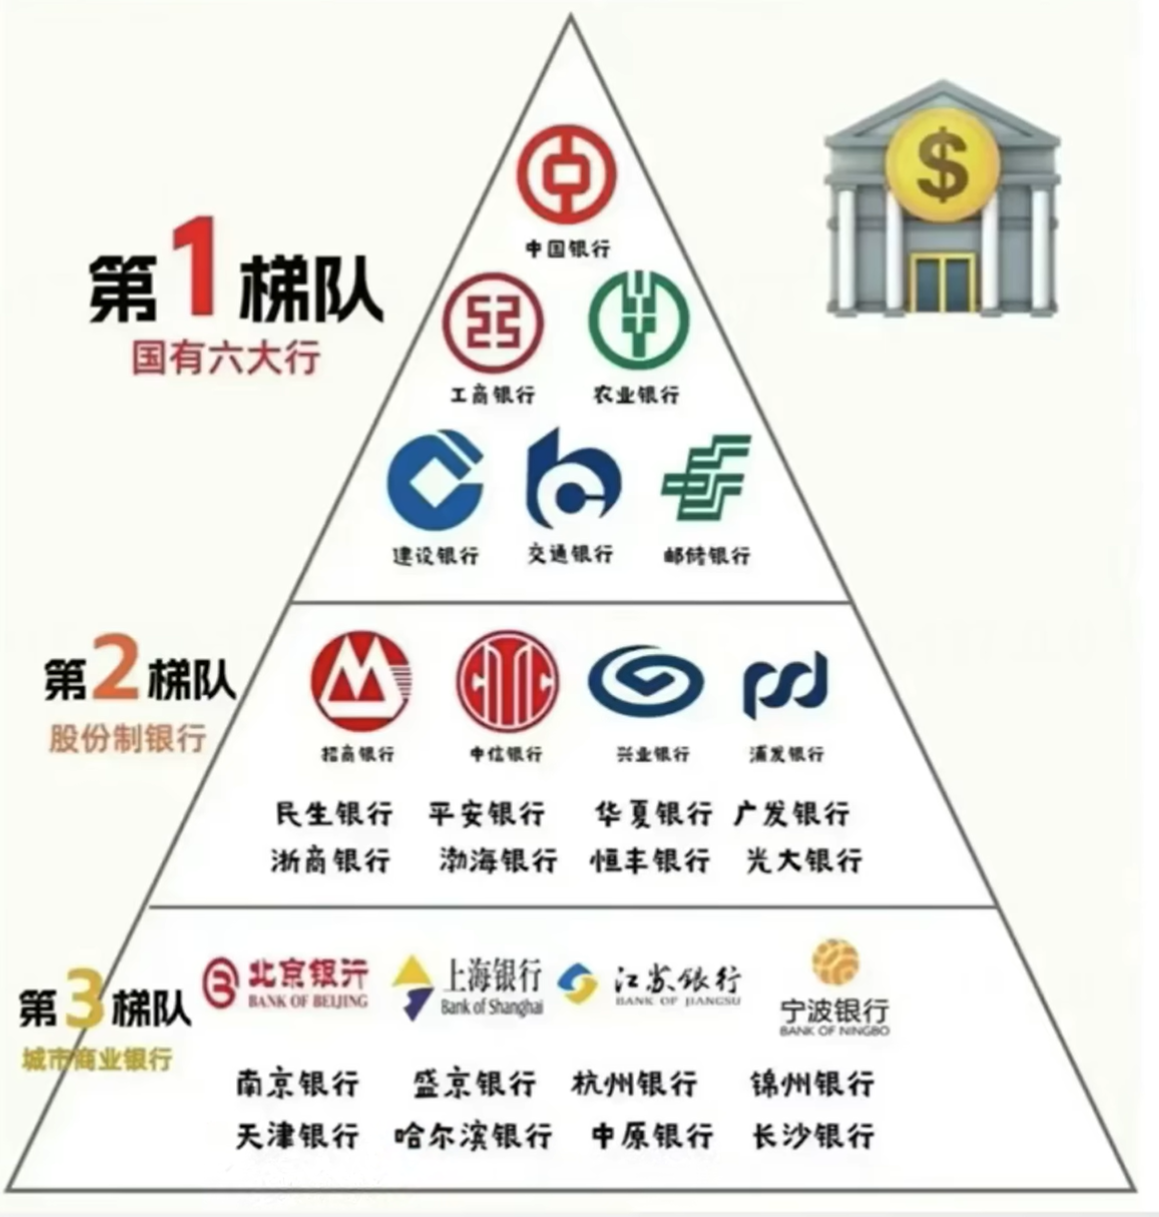 中国银行
第1梯队
国有六大行
工商银行 农业银行
建设银行 交通银行 邮储银行
第2梯队
股份制银行
招商银行 中信银行 兴业银行 浦发银行
民生银行 平安银行 华夏银行 广发银行
浙商银行 渤海银行 恒丰银行 光大银行
第3梯队
城市商业银行
北京银行 上海银行 江苏银行 宁波银行
BANK OF BEIJING Bank of Shanghai BANK OF JIANGSU BANK OF NINGBO
南京银行 盛京银行 杭州银行 锦州银行
天津银行 哈尔滨银行 中原银行 长沙银行
$